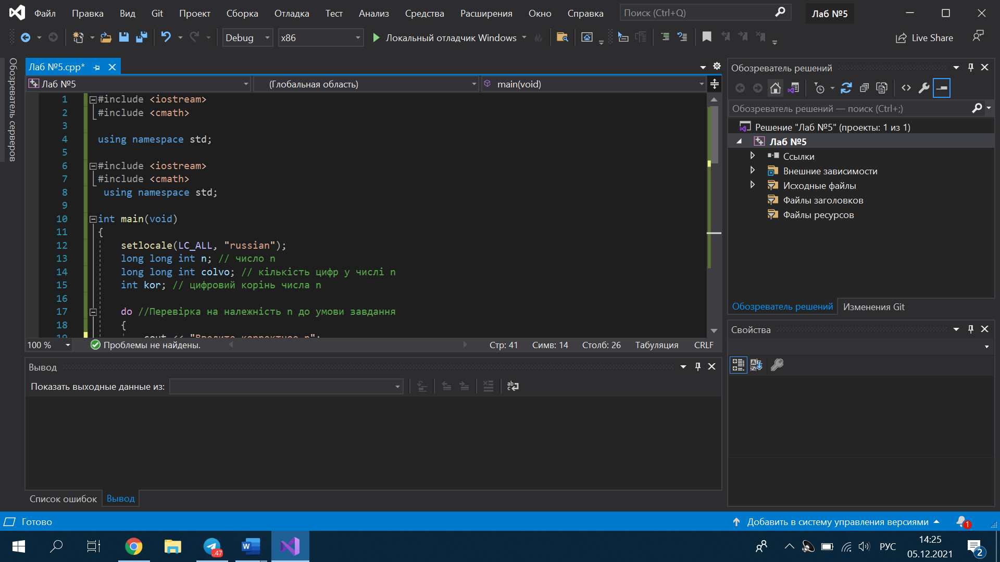 Файл Правка Вид Git Проект Сборка Отладка Тест Анализ Средства Расширения Окно Справка Поиск (Ctrl+Q) Лаб №5
Debug x86 Локальный отладчик Windows Live Share
Обозреватель серверов
Лаб №5.cpp*
Лаб №5 (Глобальная область) main(void)
1 #include <iostream>
2 #include <cmath>
3
4 using namespace std;
5
6 #include <iostream>
7 #include <cmath>
8 using namespace std;
9
10 int main(void)
11 {
12 setlocale(LC_ALL, "russian");
13 long long int n; // число n
14 long long int colvo; // кількість цифр у числі n
15 int kor; // цифровий корінь числа n
16
17 do //Перевірка на належність n до умови завдання
18 {
19 cout << "Введите корректное n";
100 % Проблемы не найдены. Стр: 41 Симв: 14 Столб: 26 Табуляция CRLF
Вывод
Показать выходные данные из:
Список ошибок Вывод
Обозреватель решений
Обозреватель решений — поиск (Ctrl+;)
Решение "Лаб №5" (проекты: 1 из 1)
Лаб №5
Ссылки
Внешние зависимости
Исходные файлы
Файлы заголовков
Файлы ресурсов
Обозреватель решений Изменения Git
Свойства
Готово Добавить в систему управления версиями 1
..47 W РУС 14:25
05.12.2021 2